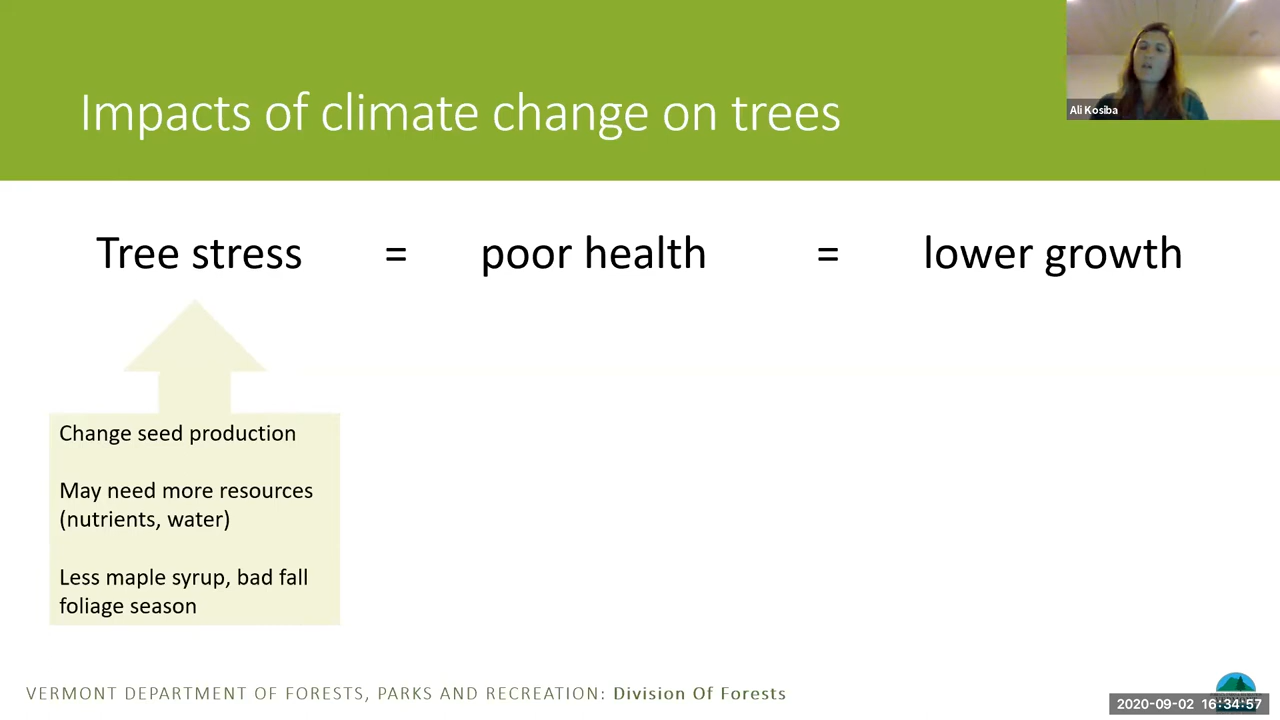 Impacts of climate change on trees
Ali Kosiba
Tree stress = poor health = lower growth
Change seed production
May need more resources
(nutrients, water)
Less maple syrup, bad fall
foliage season
VERMONT DEPARTMENT OF FORESTS, PARKS AND RECREATION: Division Of Forests
2020-09-02 16:34:57